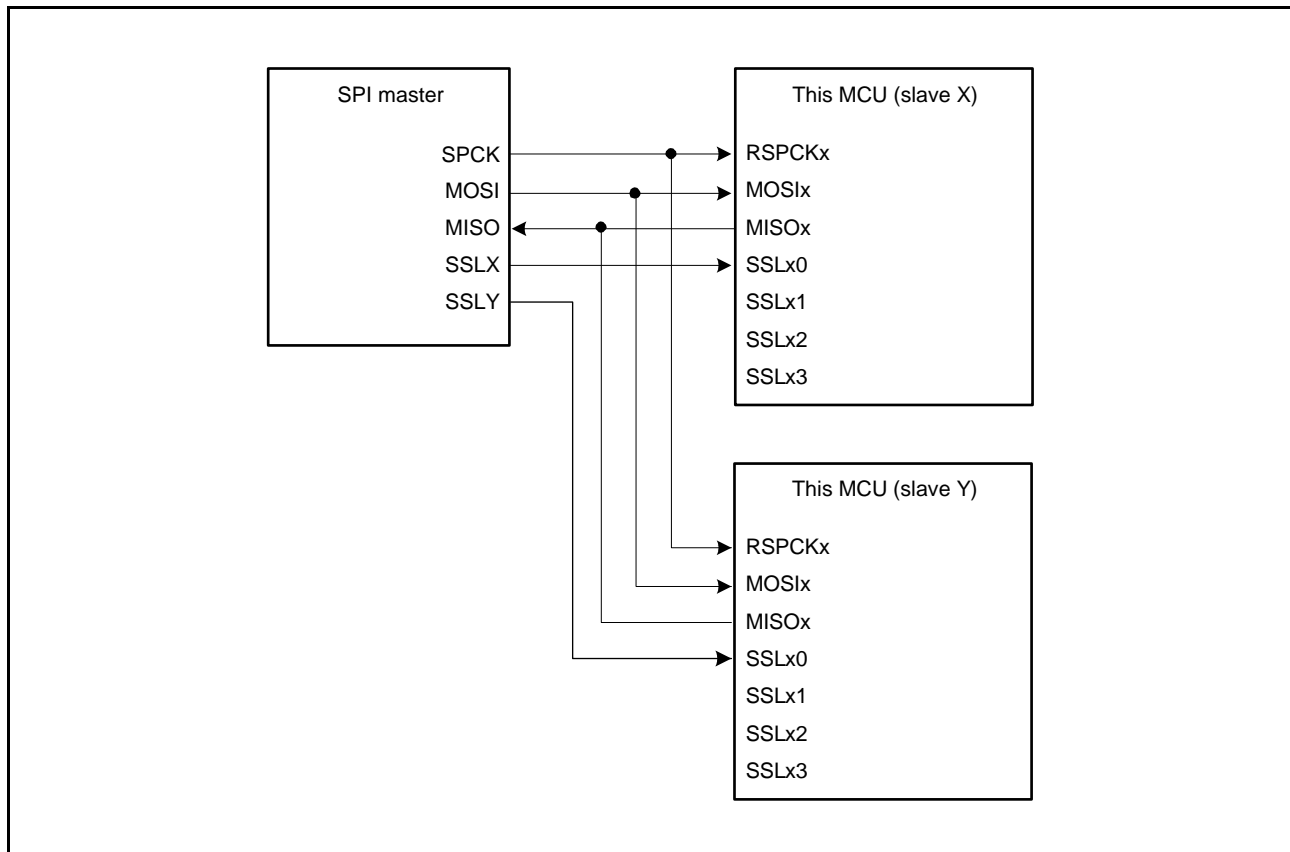 SPI master
SPCK
MOSI
MISO
SSLX
SSLY
This MCU (slave X)
RSPCKx
MOSIx
MISOx
SSLx0
SSLx1
SSLx2
SSLx3
This MCU (slave Y)
RSPCKx
MOSIx
MISOx
SSLx0
SSLx1
SSLx2
SSLx3